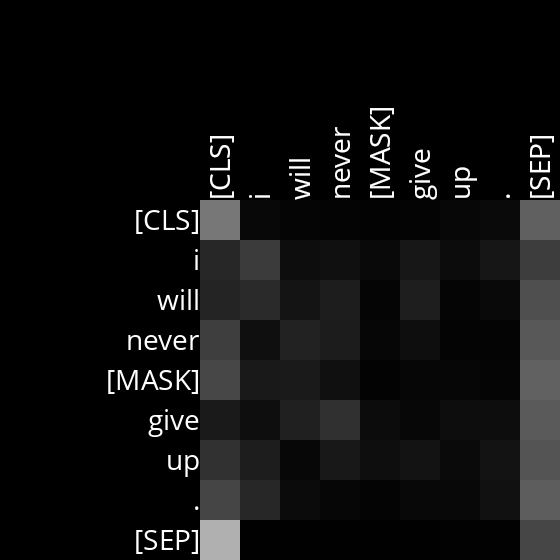 [CLS] i will never [MASK] give up . [SEP]
[CLS]
i
will
never
[MASK]
give
up
.
[SEP]